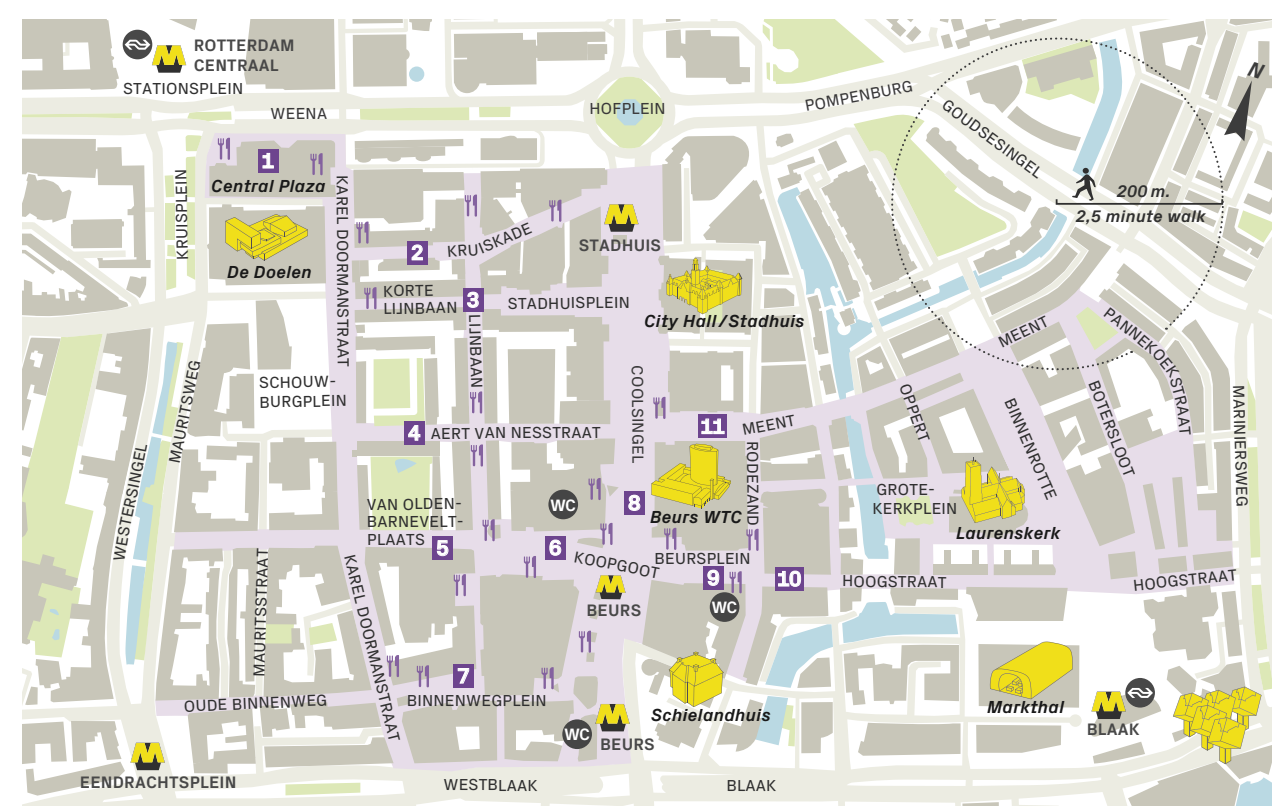 ROTTERDAM
CENTRAAL
STATIONSPLEIN
WEENA
HOFPLEIN
POMPENBURG
GOUDSESINGEL
N
200 m.
2,5 minute walk
1
Central Plaza
KRUISPLEIN
KAREL DOORMANSTRAAT
De Doelen
2
KRUISKADE
STADHUIS
KORTE
LIJNBAAN
3
STADHUISPLEIN
City Hall/Stadhuis
LIJNBAAN
MEENT
PANNEKOEKSTRAAT
SCHOUW-
BURGPLEIN
MAURITSWEG
WESTERSINGEL
COOLSINGEL
OPPERT
BINNENROTTE
BOTERSLOOT
MARINIERSWEG
4
AERT VAN NESSTRAAT
11
MEENT
RODEZAND
VAN OLDEN-
BARNEVELT-
PLAATS
5
WC
8
Beurs WTC
GROTE-
KERKPLEIN
Laurenskerk
6
KOOPGOOT
BEURSPLEIN
9
10
HOOGSTRAAT
HOOGSTRAAT
M
BEURS
WC
MAURITSSTRAAT
KAREL DOORMANSTRAAT
7
BINNENWEGPLEIN
OUDE BINNENWEG
Schielandhuis
Markthal
BLAAK
WC
BEURS
EENDRACHTSPLEIN
WESTBLAAK
BLAAK